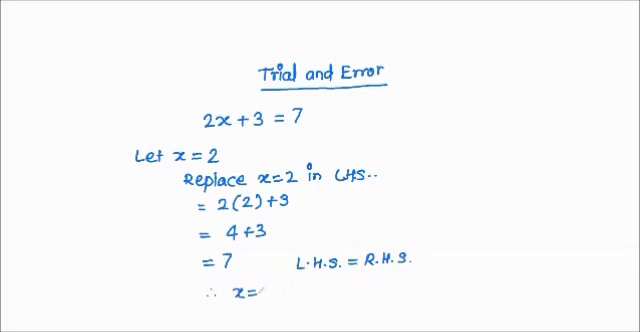 Trial and Error
2x + 3 = 7
Let x = 2
Replace x = 2 in LHS..
= 2(2) + 3
= 4 + 3
= 7 L.H.S. = R.H.S.
∴ x =